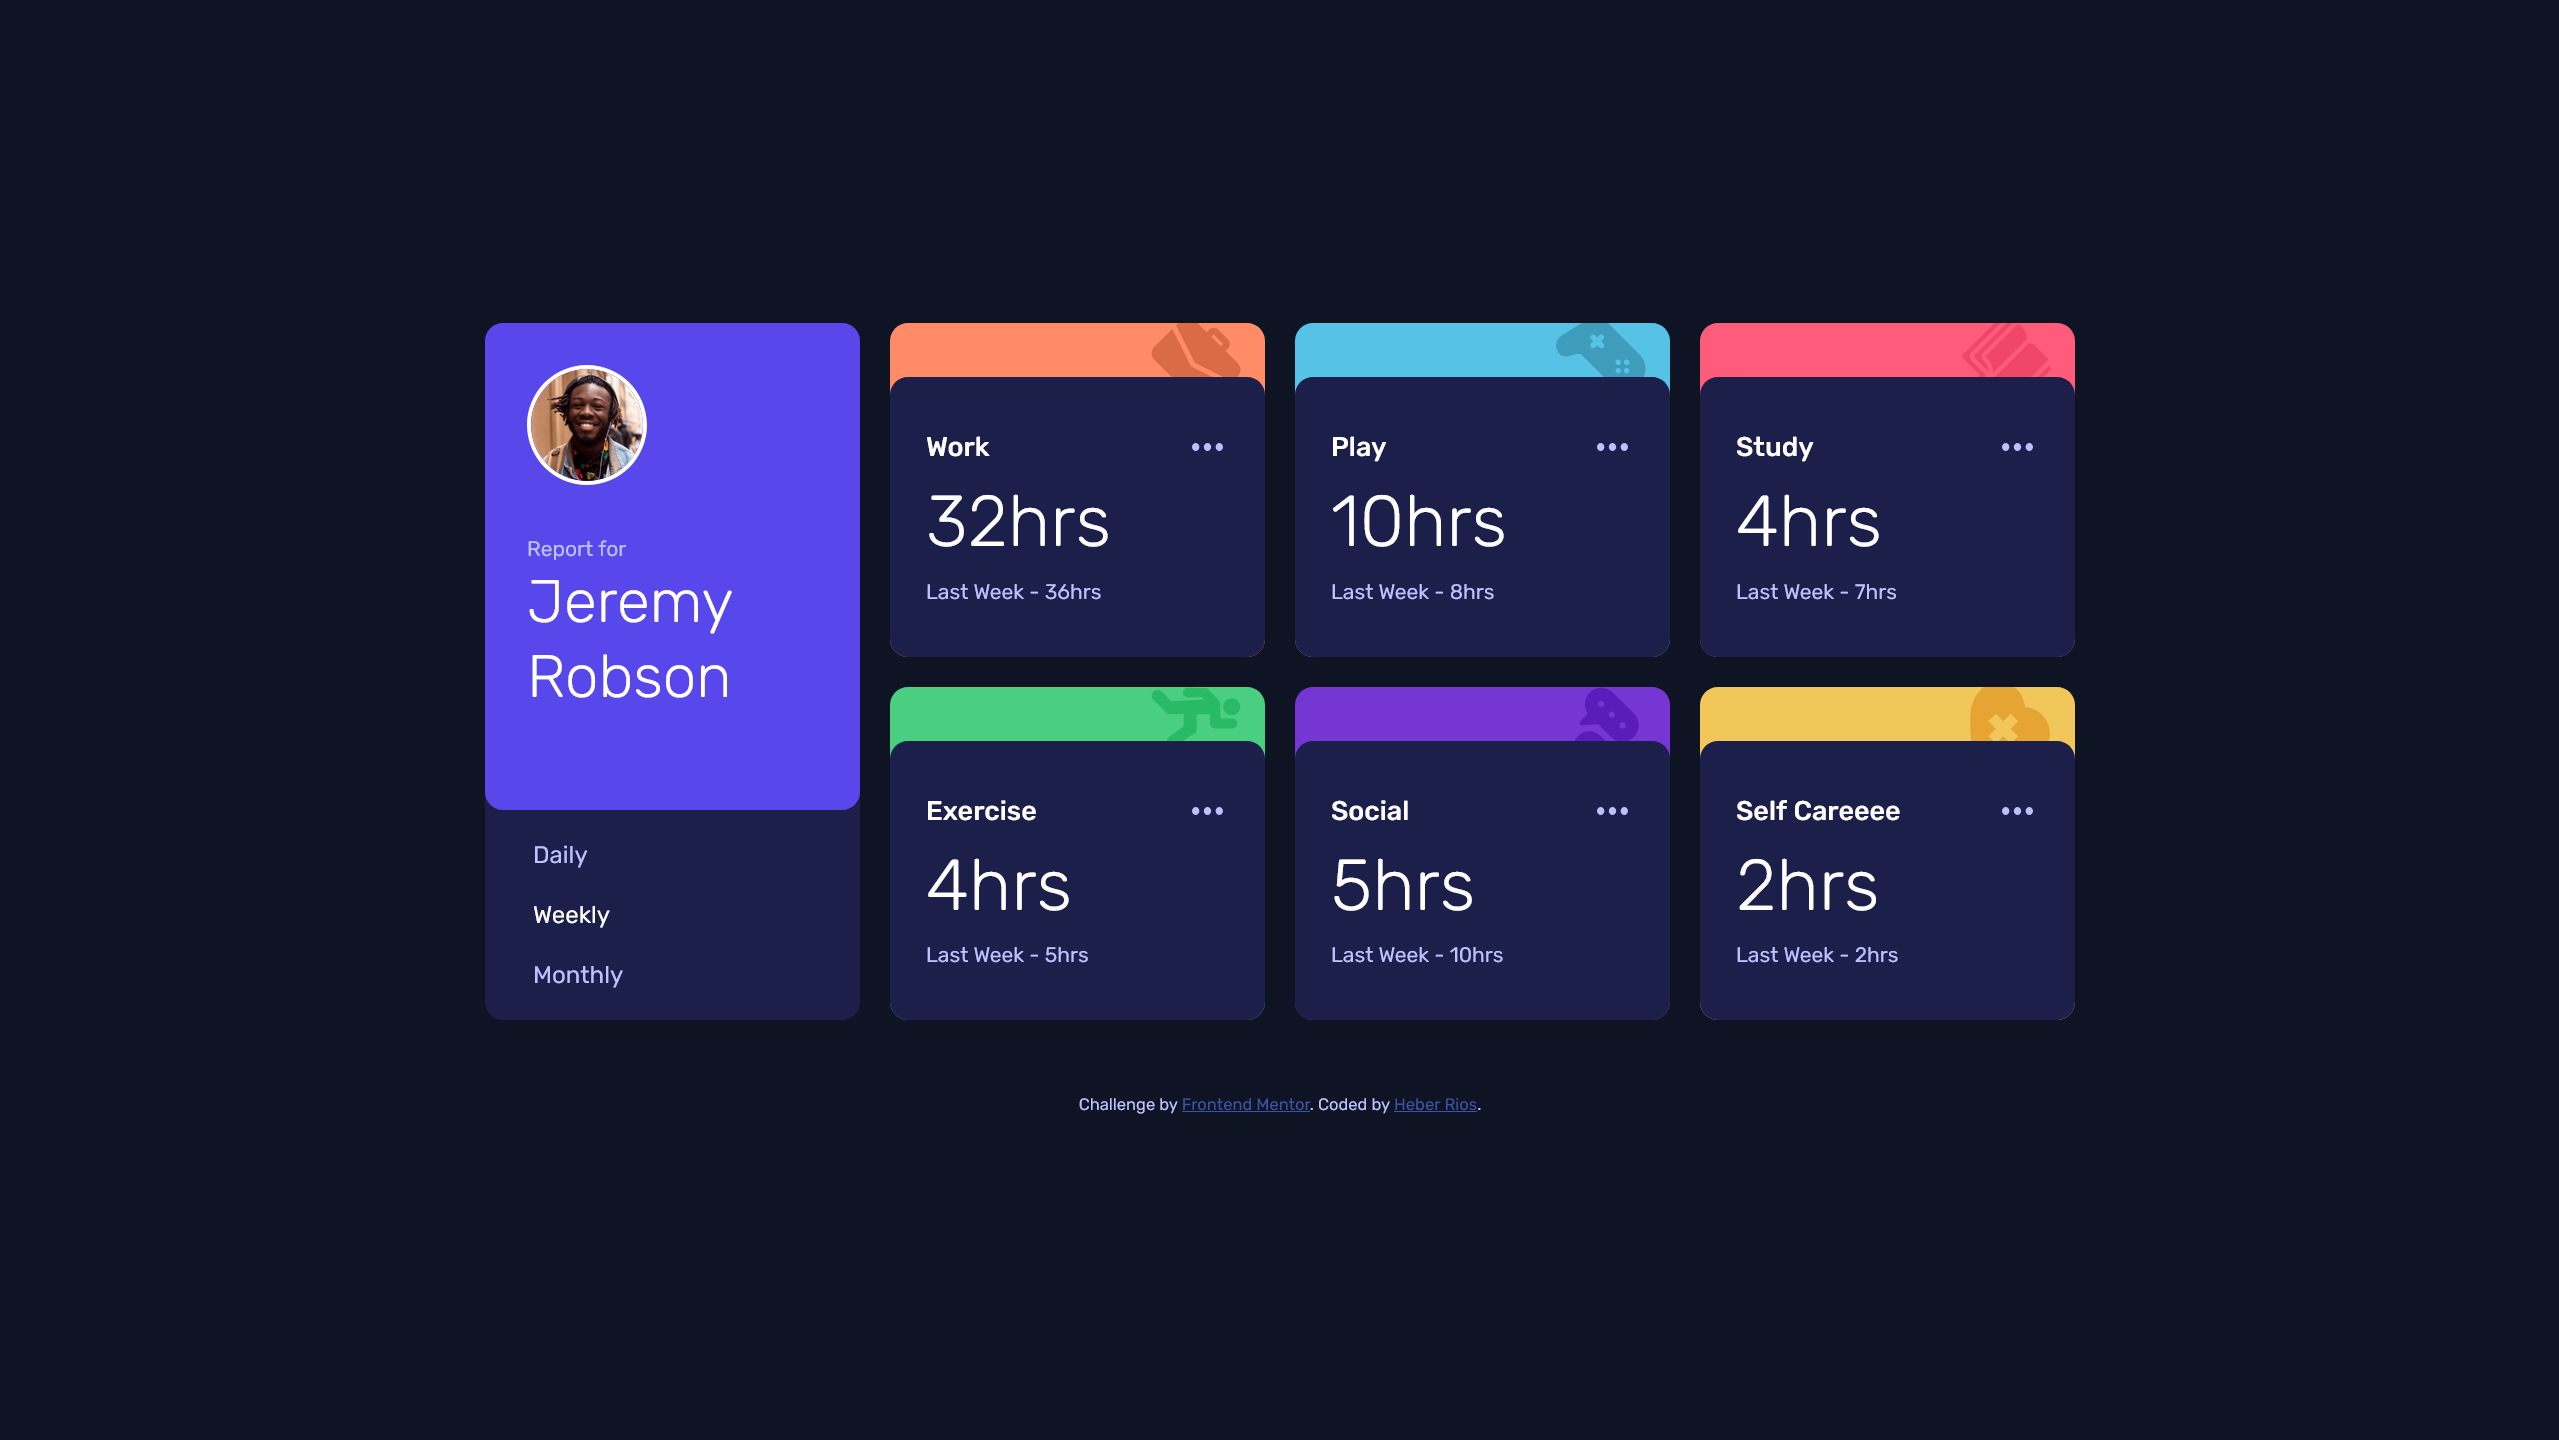 Report for
Jeremy
Robson
Daily
Weekly
Monthly
Work
32hrs
Last Week - 36hrs
Play
10hrs
Last Week - 8hrs
Study
4hrs
Last Week - 7hrs
Exercise
4hrs
Last Week - 5hrs
Social
5hrs
Last Week - 10hrs
Self Careeee
2hrs
Last Week - 2hrs
Challenge by Frontend Mentor. Coded by Heber Rios.